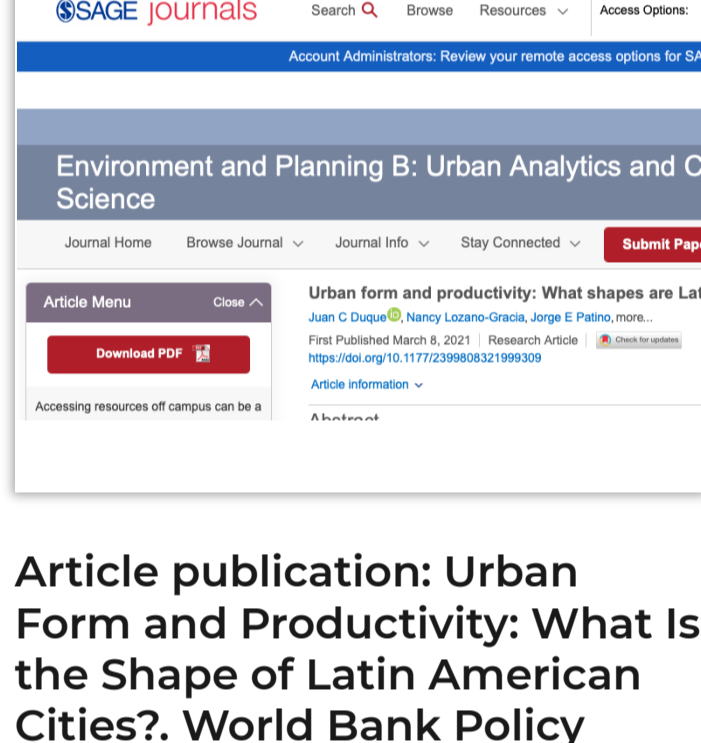 SAGE journals Search Browse Resources Access Options:
Account Administrators: Review your remote access options for SA
Environment and Planning B: Urban Analytics and C
Science
Journal Home Browse Journal Journal Info Stay Connected Submit Pap
Article Menu Close
Download PDF
Accessing resources off campus can be a
Urban form and productivity: What shapes are Lat
Juan C Duque iD, Nancy Lozano-Gracia, Jorge E Patino, more...
First Published March 8, 2021 Research Article Check for updates
https://doi.org/10.1177/2399808321999309
Article information
Abstract
Article publication: Urban
Form and Productivity: What Is
the Shape of Latin American
Cities?. World Bank Policy